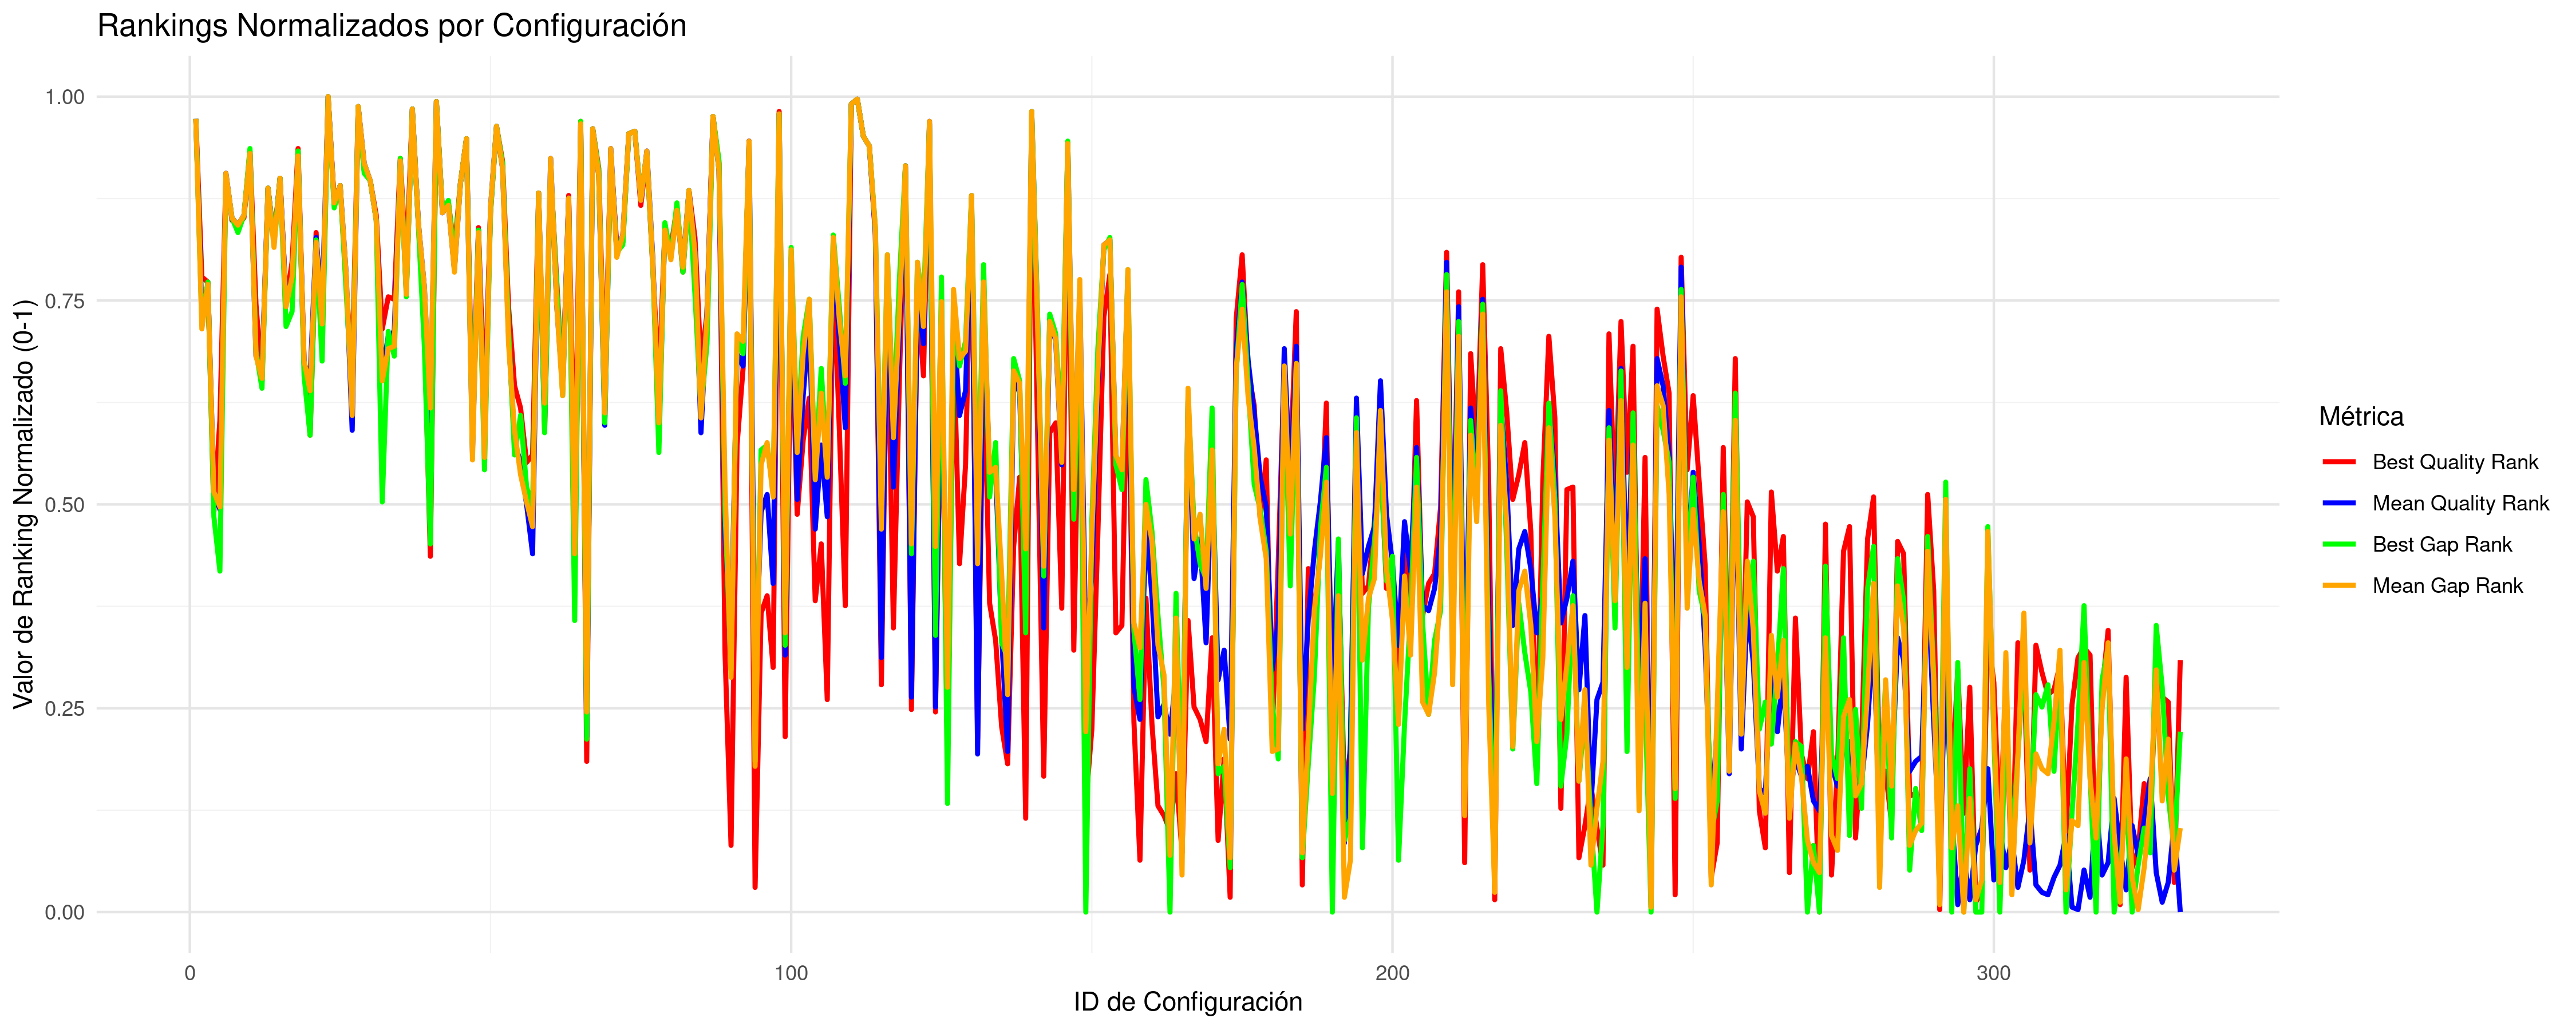 Rankings Normalizados por Configuración
Valor de Ranking Normalizado (0-1)
1.00
0.75
0.50
0.25
0.00
0
100
200
300
ID de Configuración
Métrica
Best Quality Rank
Mean Quality Rank
Best Gap Rank
Mean Gap Rank